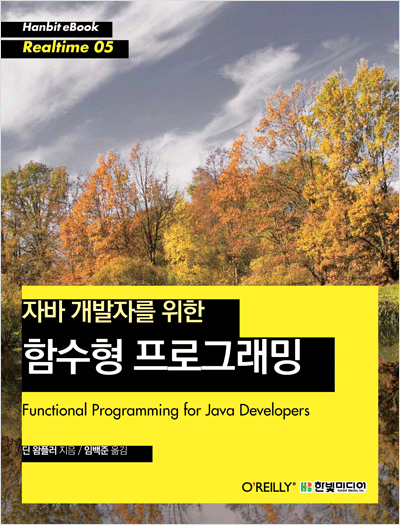 Hanbit eBook
Realtime 05
자바 개발자를 위한
함수형 프로그래밍
Functional Programming for Java Developers
딘 왐플러 지음 / 임백준 옮김
O'REILLY® 한빛미디어